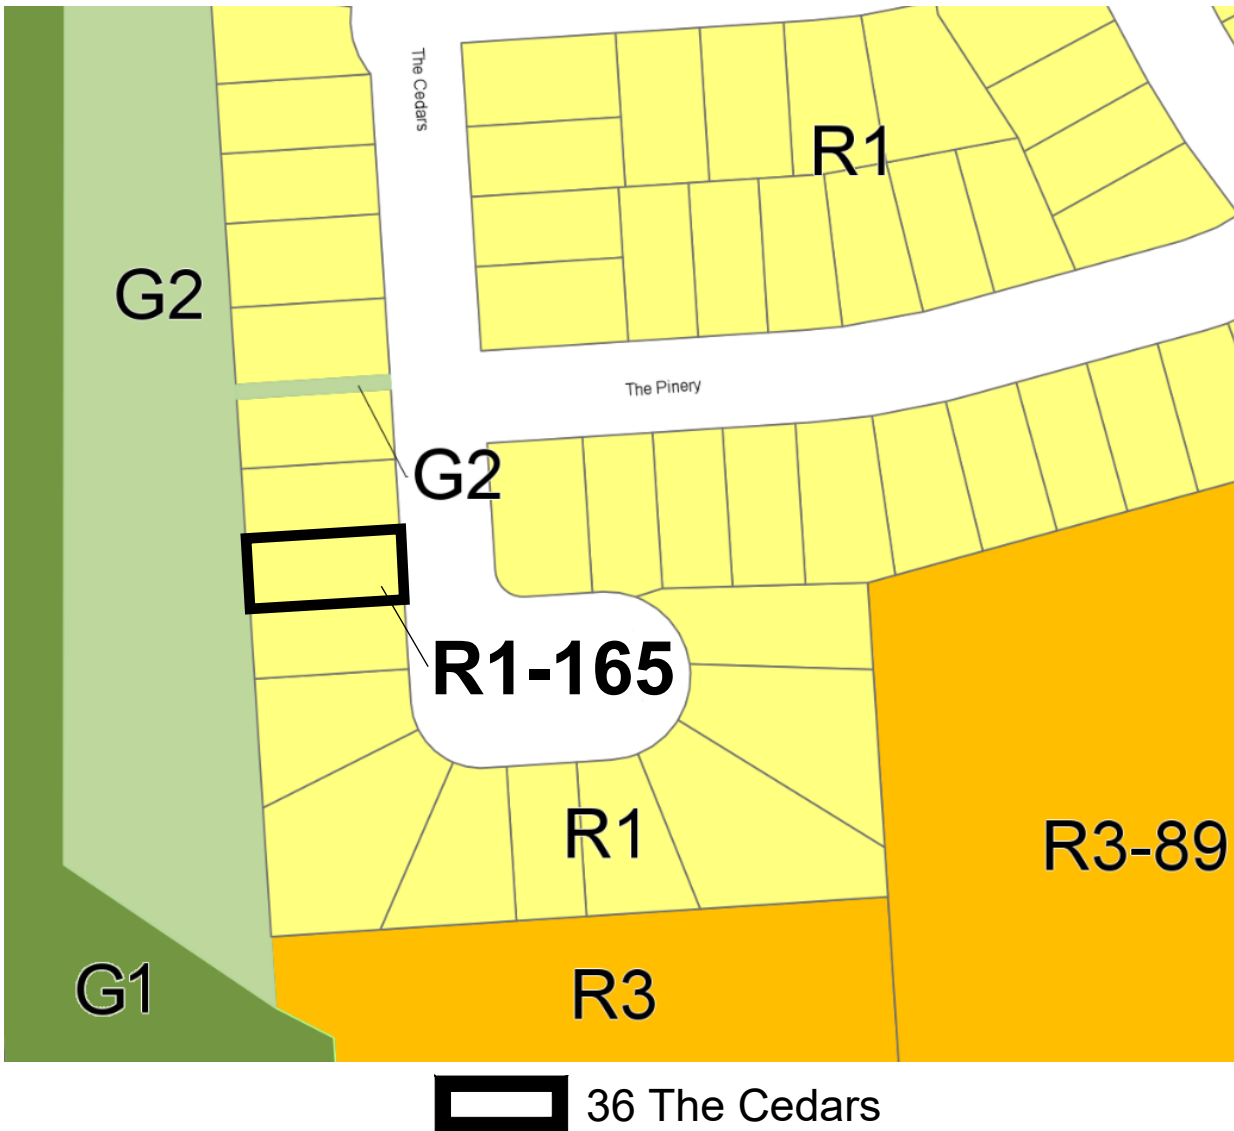 The Cedars
R1
G2
The Pinery
G2
R1-165
R1
R3-89
G1
R3
36 The Cedars